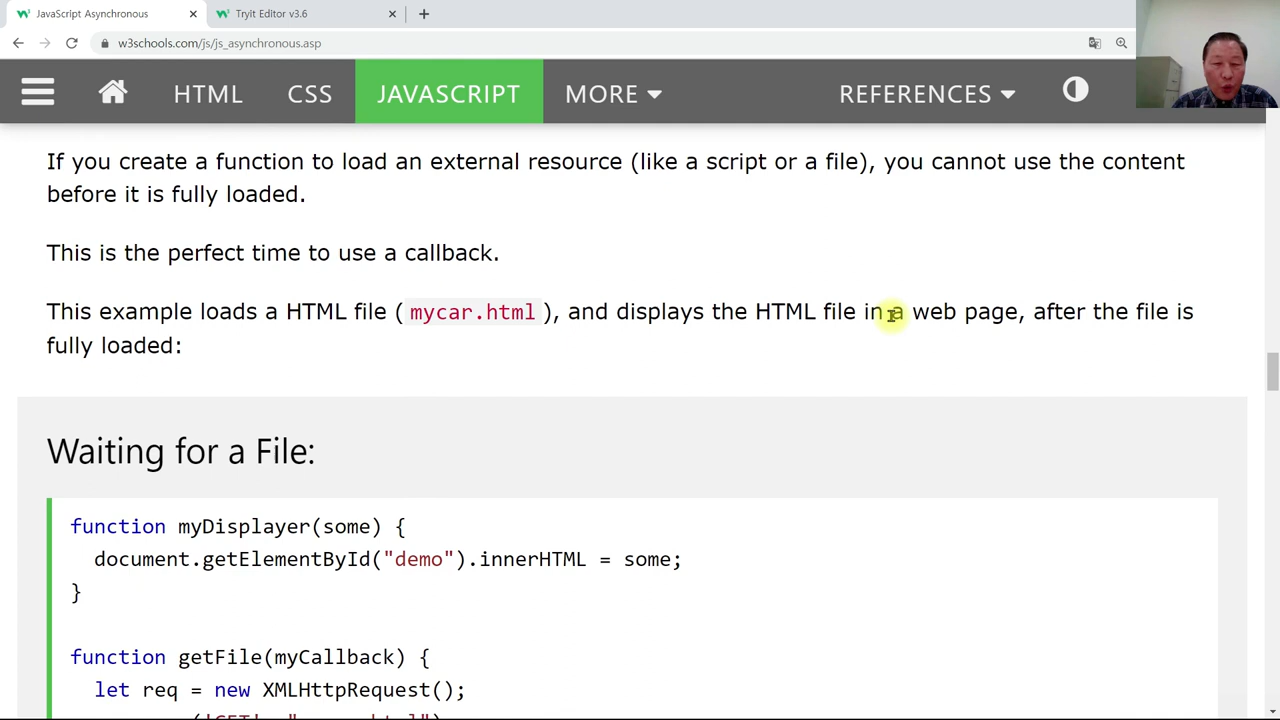 JavaScript Asynchronous
Tryit Editor v3.6
w3schools.com/js/js_asynchronous.asp
HTML CSS JAVASCRIPT MORE REFERENCES
If you create a function to load an external resource (like a script or a file), you cannot use the content
before it is fully loaded.
This is the perfect time to use a callback.
This example loads a HTML file (mycar.html), and displays the HTML file in a web page, after the file is
fully loaded:
Waiting for a File:
function myDisplayer(some) {
document.getElementById("demo").innerHTML = some;
}
function getFile(myCallback) {
let req = new XMLHttpRequest();